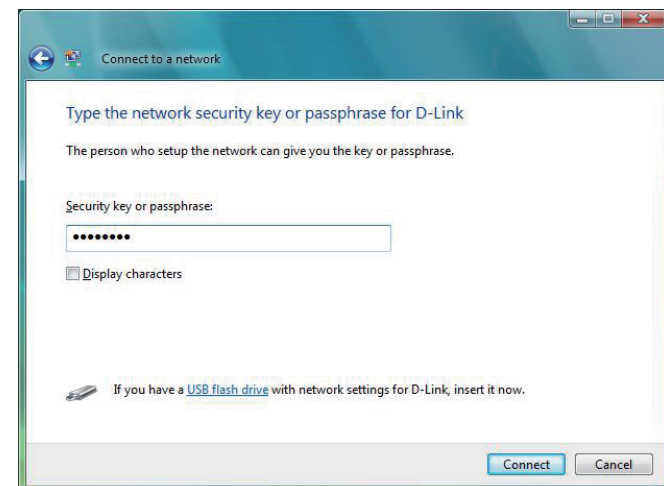 Connect to a network
Type the network security key or passphrase for D-Link
The person who setup the network can give you the key or passphrase.
Security key or passphrase:
••••••••
Display characters
If you have a USB flash drive with network settings for D-Link, insert it now.
Connect Cancel